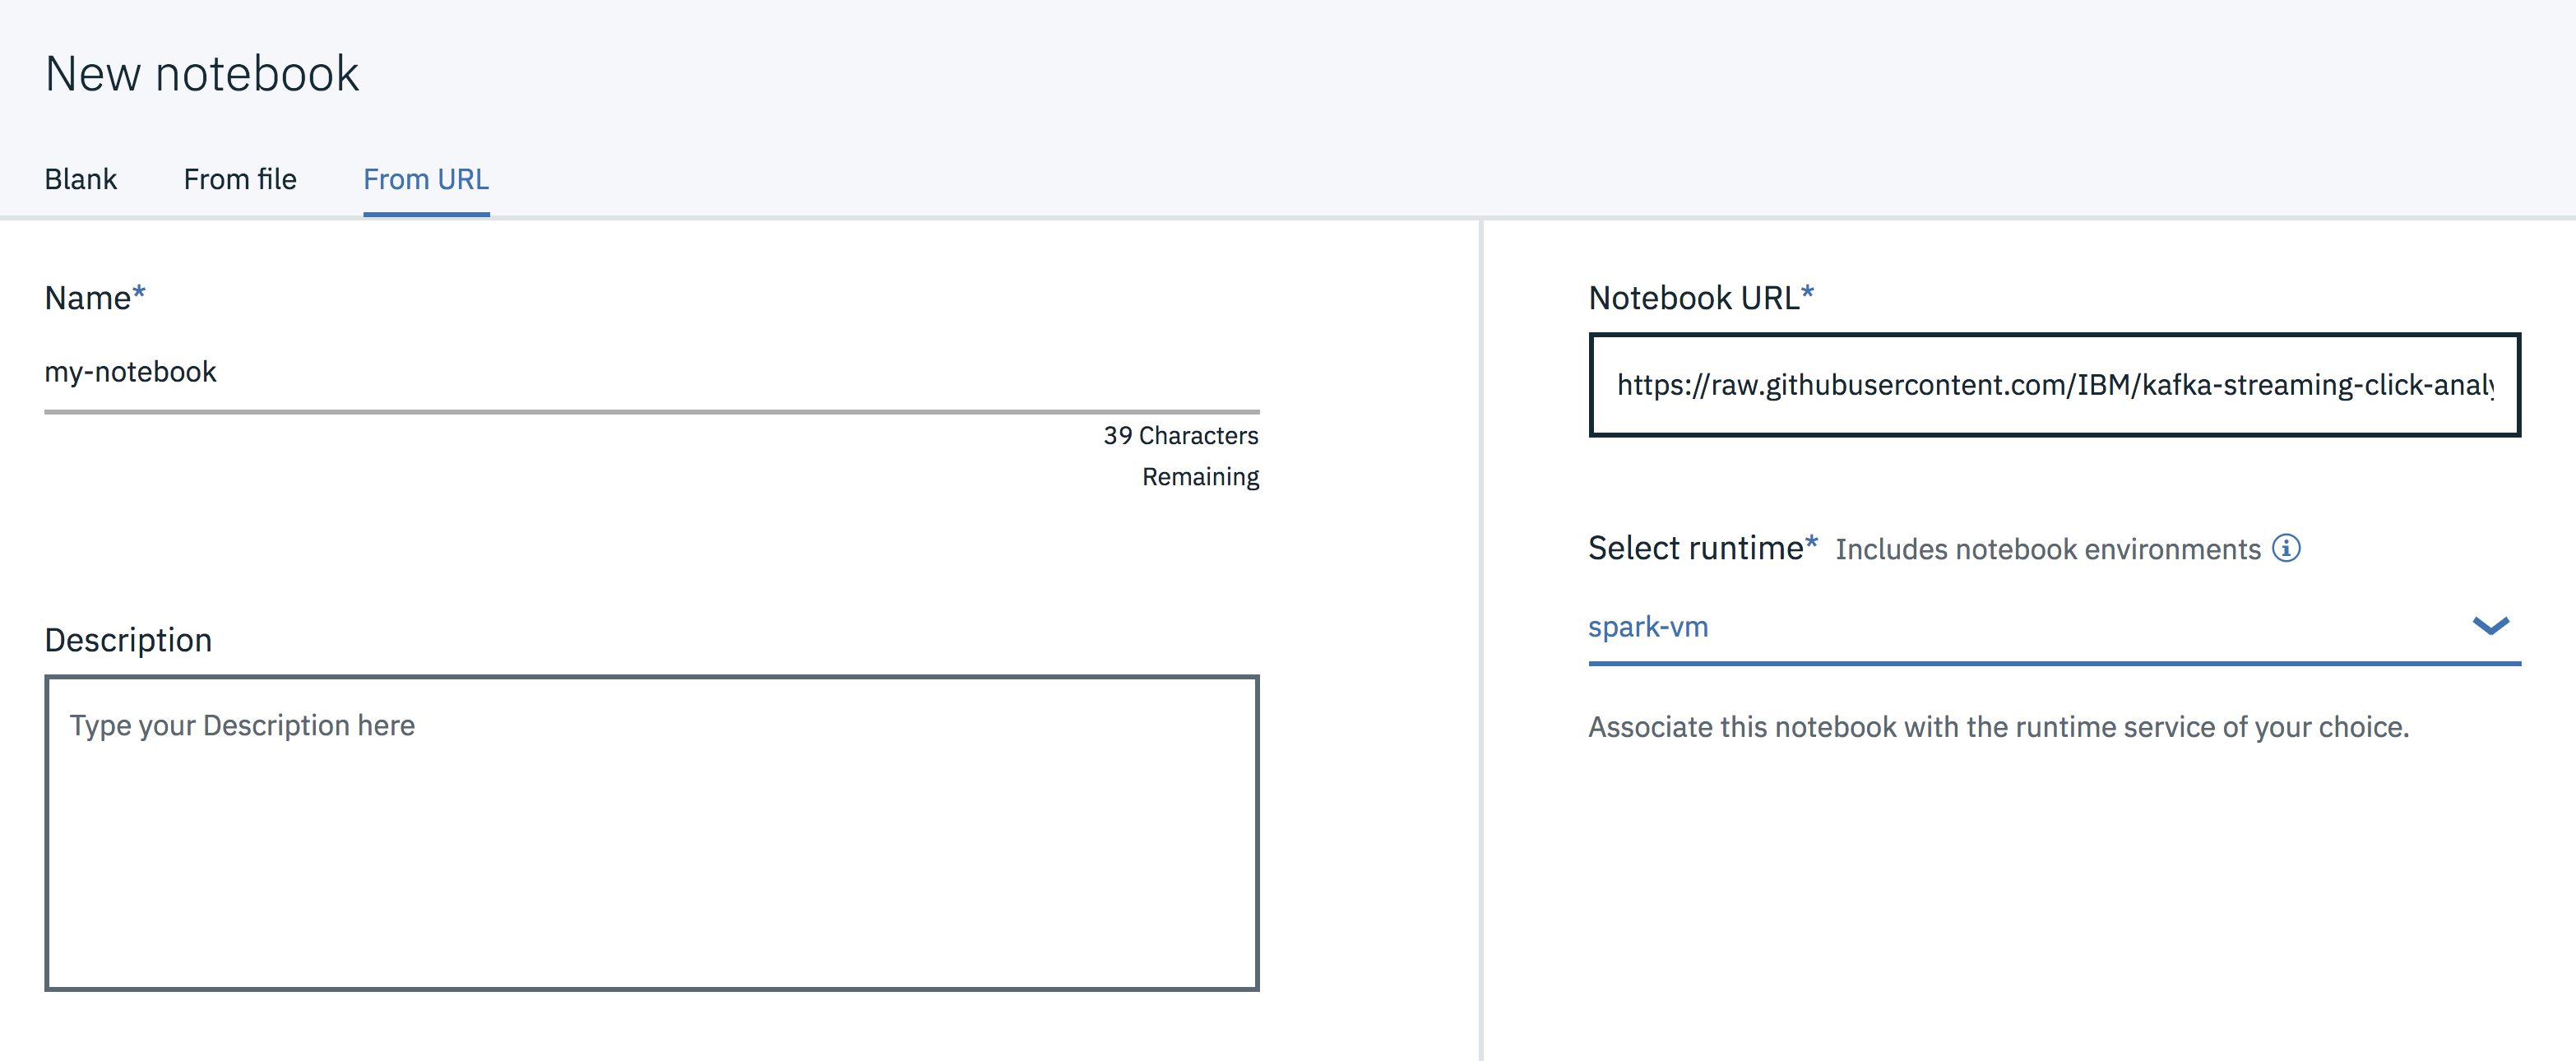 New notebook
Blank From file From URL
Name*
my-notebook
39 Characters
Remaining
Description
Type your Description here
Notebook URL*
https://raw.githubusercontent.com/IBM/kafka-streaming-click-anal
Select runtime* Includes notebook environments
spark-vm
Associate this notebook with the runtime service of your choice.